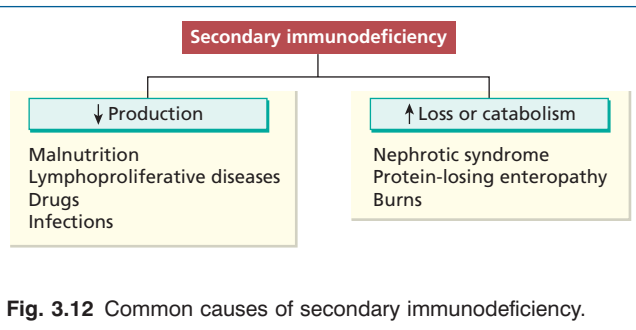 Secondary immunodeficiency
↓ Production
Malnutrition
Lymphoproliferative diseases
Drugs
Infections
↑ Loss or catabolism
Nephrotic syndrome
Protein-losing enteropathy
Burns
Fig. 3.12 Common causes of secondary immunodeficiency.